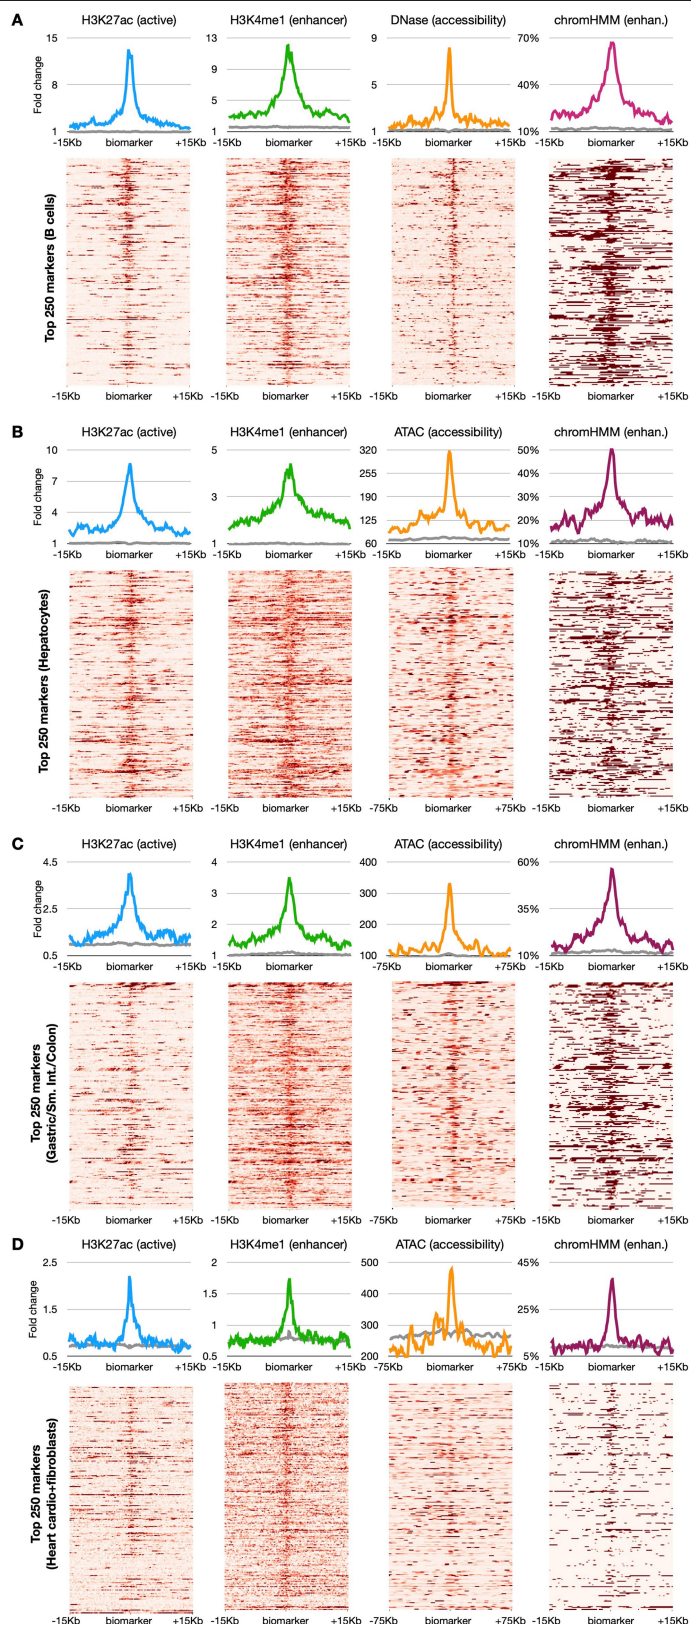 A
H3K27ac (active) H3K4me1 (enhancer) DNase (accessibility) chromHMM (enhan.)
Fold change
15 13 9 70%
8 9 5 40%
5
1 1 1 10%
-15Kb biomarker +15Kb -15Kb biomarker +15Kb -15Kb biomarker +15Kb -15Kb biomarker +15Kb
Top 250 markers (B cells)
-15Kb biomarker +15Kb -15Kb biomarker +15Kb -15Kb biomarker +15Kb -15Kb biomarker +15Kb
B
H3K27ac (active) H3K4me1 (enhancer) ATAC (accessibility) chromHMM (enhan.)
Fold change
10 5 320 50%
7 255 40%
3 190 30%
4 125 20%
1 1 60 10%
-15Kb biomarker +15Kb -15Kb biomarker +15Kb -15Kb biomarker +15Kb -15Kb biomarker +15Kb
Top 250 markers (Hepatocytes)
-15Kb biomarker +15Kb -15Kb biomarker +15Kb -75Kb biomarker +75Kb -15Kb biomarker +15Kb
C
H3K27ac (active) H3K4me1 (enhancer) ATAC (accessibility) chromHMM (enhan.)
Fold change
4.5 4 400 60%
3 300
2.5 35%
2 200
0.5 1 100 10%
-15Kb biomarker +15Kb -15Kb biomarker +15Kb -75Kb biomarker +75Kb -15Kb biomarker +15Kb
Top 250 markers
(Gastric/Sm. Int./Colon)
-15Kb biomarker +15Kb -15Kb biomarker +15Kb -75Kb biomarker +75Kb -15Kb biomarker +15Kb
D
H3K27ac (active) H3K4me1 (enhancer) ATAC (accessibility) chromHMM (enhan.)
Fold change
2.5 2 500 45%
1.5 1.5 400 25%
1 300
0.5 0.5 200 5%
-15Kb biomarker +15Kb -15Kb biomarker +15Kb -75Kb biomarker +75Kb -15Kb biomarker +15Kb
Top 250 markers
(Heart cardio+fibroblasts)
-15Kb biomarker +15Kb -15Kb biomarker +15Kb -75Kb biomarker +75Kb -15Kb biomarker +15Kb